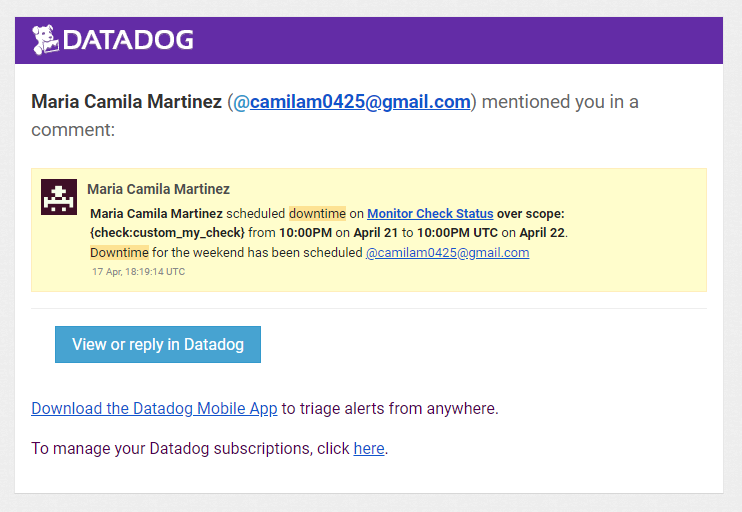 DATADOG
Maria Camila Martinez (@camilam0425@gmail.com) mentioned you in a
comment:
Maria Camila Martinez
Maria Camila Martinez scheduled downtime on Monitor Check Status over scope:
{check:custom_my_check} from 10:00PM on April 21 to 10:00PM UTC on April 22.
Downtime for the weekend has been scheduled @camilam0425@gmail.com
17 Apr, 18:19:14 UTC
View or reply in Datadog
Download the Datadog Mobile App to triage alerts from anywhere.
To manage your Datadog subscriptions, click here.